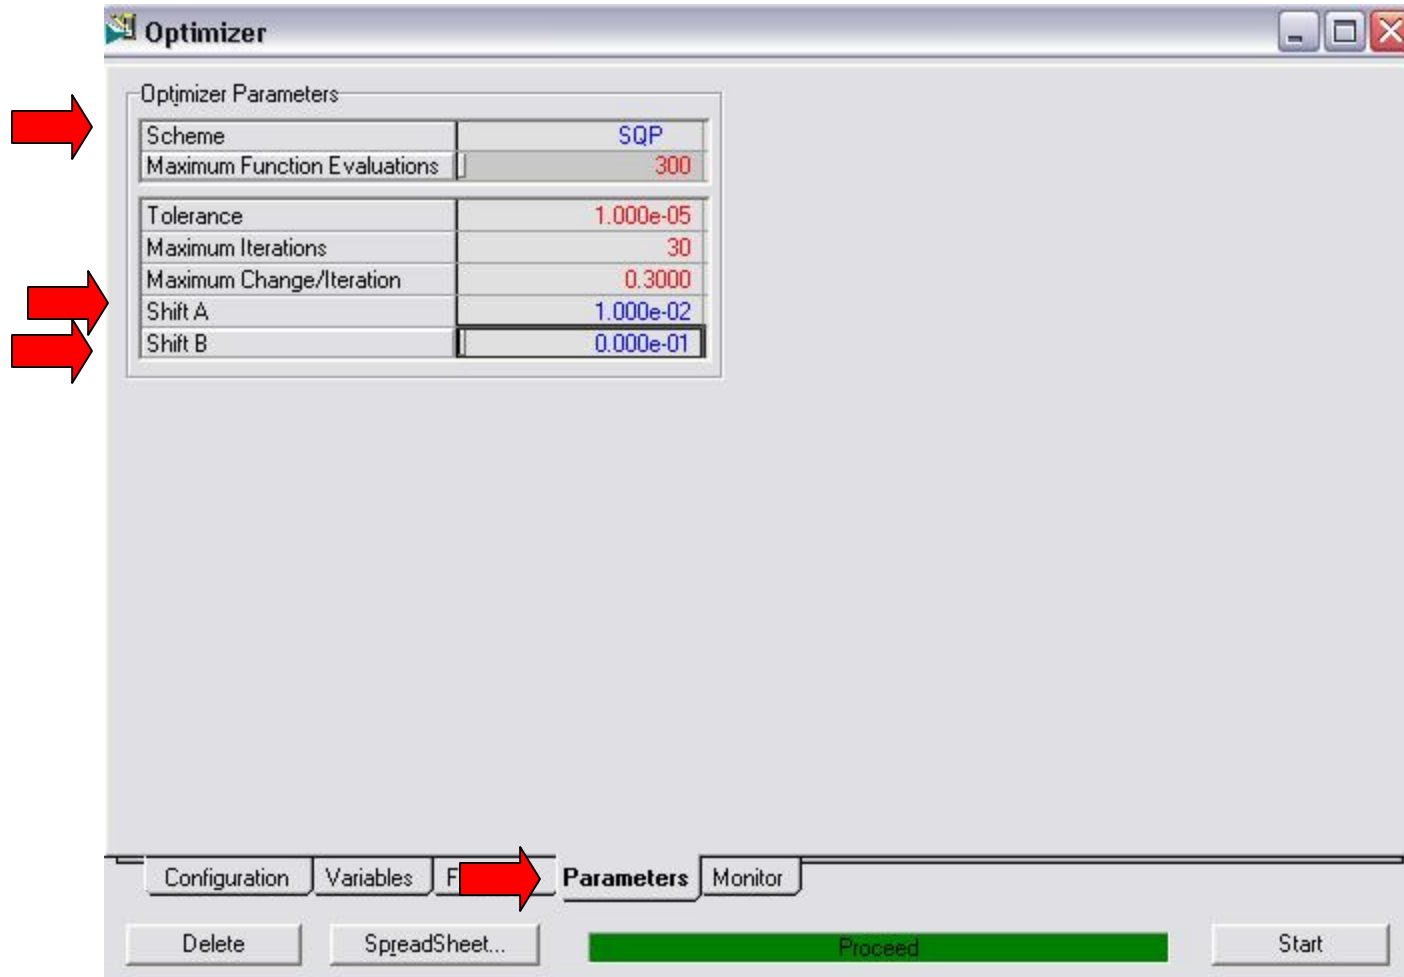 Optimizer
Optimizer Parameters
Scheme SQP
Maximum Function Evaluations 300
Tolerance 1.000e-05
Maximum Iterations 30
Maximum Change/Iteration 0.3000
Shift A 1.000e-02
Shift B 0.000e-01
Configuration Variables F Parameters Monitor
Delete SpreadSheet... Proceed Start